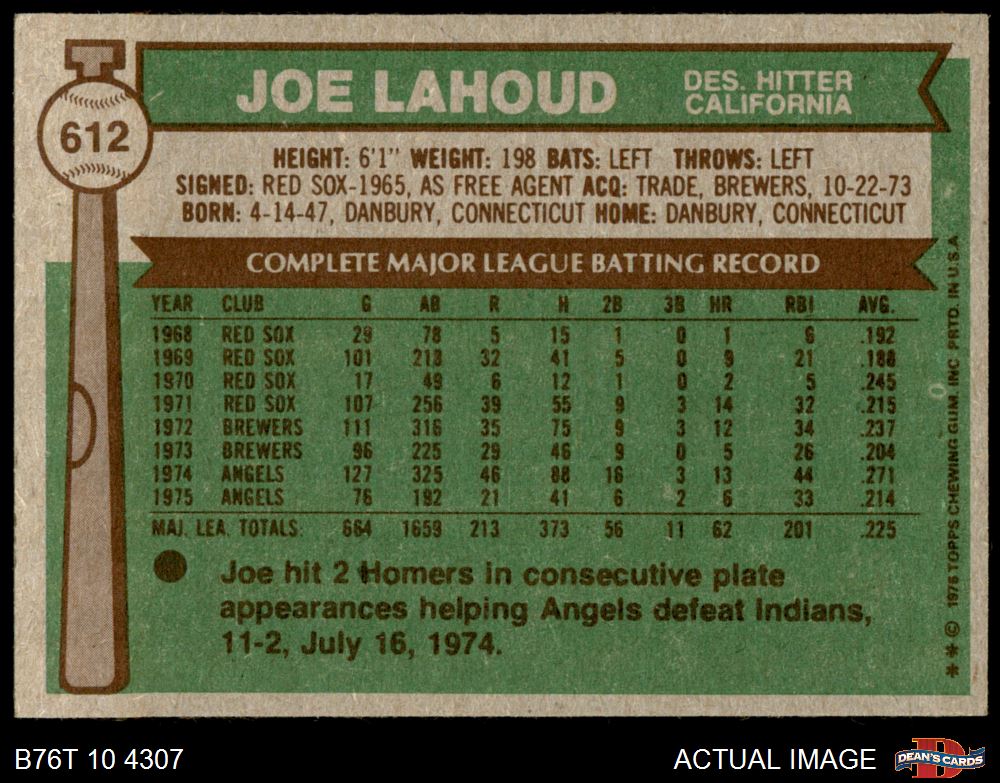 JOE LAHOUD
DES. HITTER
CALIFORNIA
612
HEIGHT: 6'1" WEIGHT: 198 BATS: LEFT THROWS: LEFT
SIGNED: RED SOX-1965, AS FREE AGENT ACQ: TRADE, BREWERS, 10-22-73
BORN: 4-14-47, DANBURY, CONNECTICUT HOME: DANBURY, CONNECTICUT
COMPLETE MAJOR LEAGUE BATTING RECORD
YEAR CLUB G AB R H 2B 3B HR RBI AVG.
1968 RED SOX 29 78 5 15 1 0 1 6 .192
1969 RED SOX 101 218 32 41 5 0 9 21 .188
1970 RED SOX 17 49 6 12 1 0 2 5 .245
1971 RED SOX 107 256 39 55 9 3 14 32 .215
1972 BREWERS 111 316 35 75 9 3 12 34 .237
1973 BREWERS 96 225 29 46 9 0 5 26 .204
1974 ANGELS 127 325 46 88 16 3 13 44 .271
1975 ANGELS 76 192 21 41 6 2 6 33 .214
MAJ. LEA. TOTALS 664 1659 213 373 56 11 62 201 .225
Joe hit 2 Homers in consecutive plate
appearances helping Angels defeat Indians,
11-2, July 16, 1974.
* * © 1976 TOPPS CHEWING GUM, INC PRTD. IN U.S.A
B76T 10 4307
ACTUAL IMAGE
D
DEAN'S CARDS